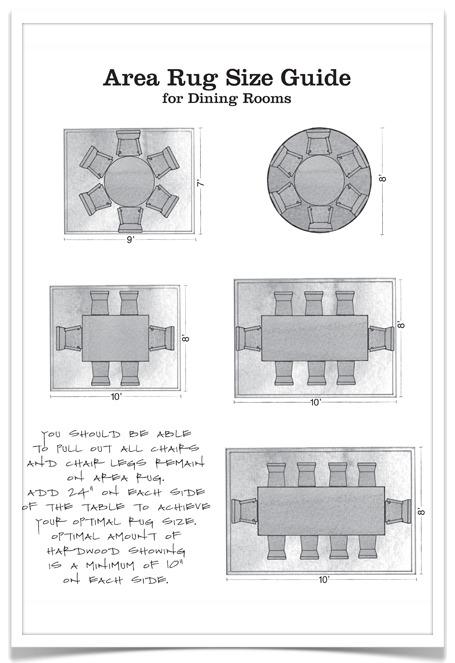 Area Rug Size Guide
for Dining Rooms
7'
9'
8'
8'
10'
8'
10'
YOU SHOULD BE ABLE
TO PULL OUT ALL CHAIRS
AND CHAIR LEGS REMAIN
ON AREA RUG.
ADD 24" ON EACH SIDE
OF THE TABLE TO ACHIEVE
YOUR OPTIMAL RUG SIZE.
OPTIMAL AMOUNT OF
HARDWOOD SHOWING
IS A MINIMUM OF 10"
ON EACH SIDE.
8'
10'